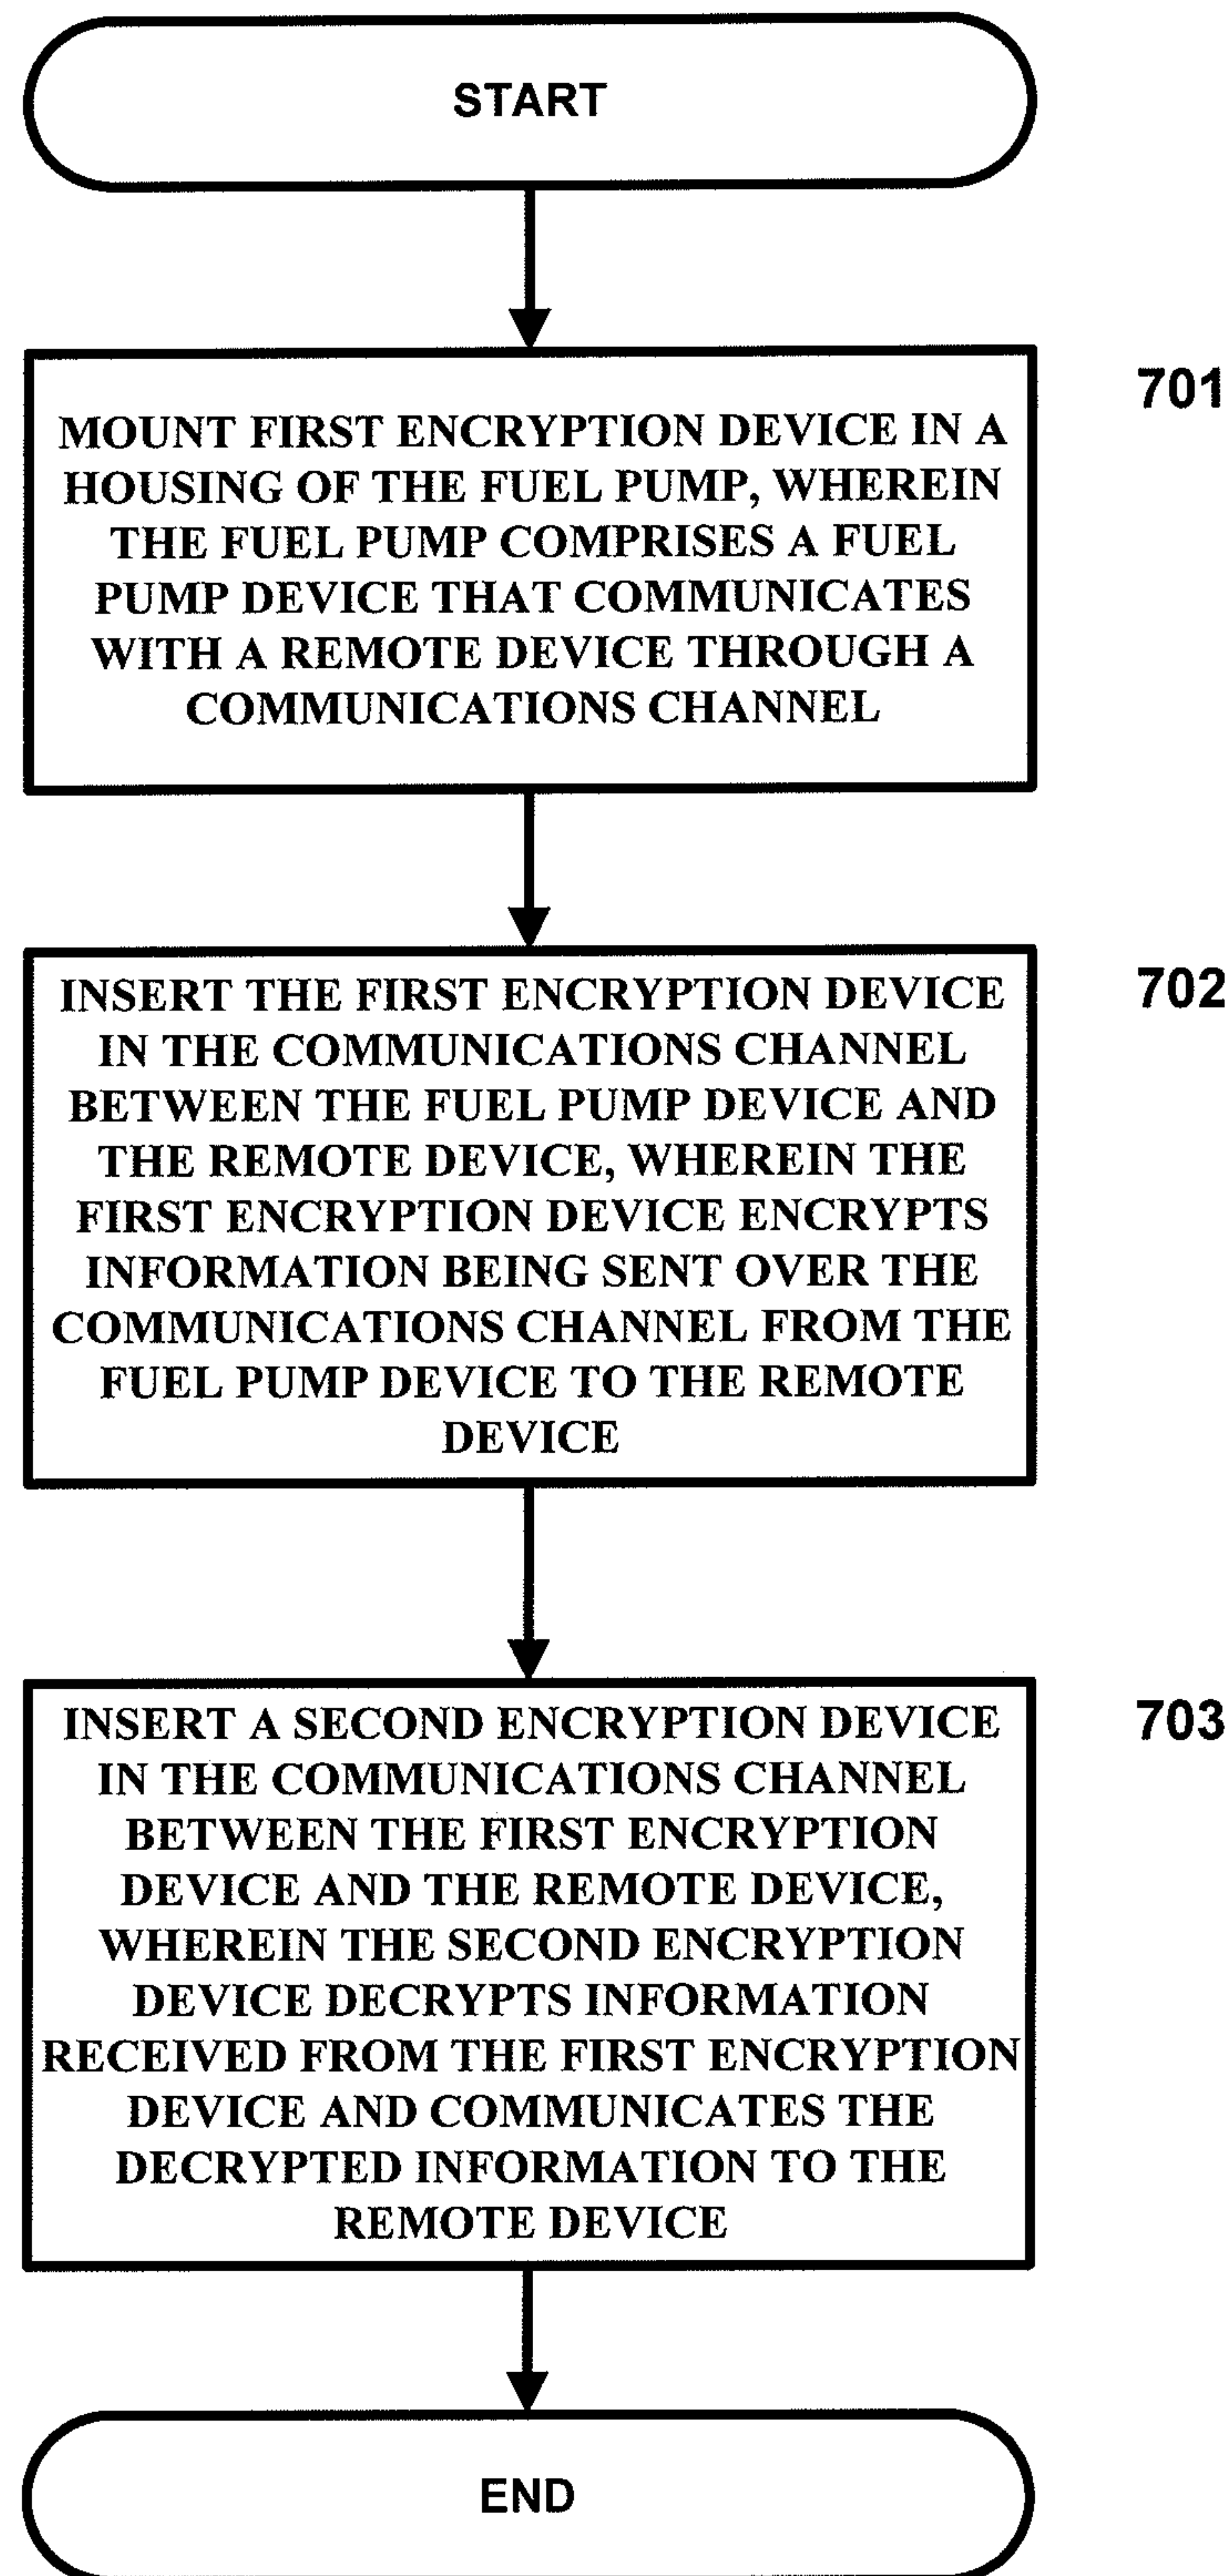 START
701
MOUNT FIRST ENCRYPTION DEVICE IN A
HOUSING OF THE FUEL PUMP, WHEREIN
THE FUEL PUMP COMPRISES A FUEL
PUMP DEVICE THAT COMMUNICATES
WITH A REMOTE DEVICE THROUGH A
COMMUNICATIONS CHANNEL
702
INSERT THE FIRST ENCRYPTION DEVICE
IN THE COMMUNICATIONS CHANNEL
BETWEEN THE FUEL PUMP DEVICE AND
THE REMOTE DEVICE, WHEREIN THE
FIRST ENCRYPTION DEVICE ENCRYPTS
INFORMATION BEING SENT OVER THE
COMMUNICATIONS CHANNEL FROM THE
FUEL PUMP DEVICE TO THE REMOTE
DEVICE
703
INSERT A SECOND ENCRYPTION DEVICE
IN THE COMMUNICATIONS CHANNEL
BETWEEN THE FIRST ENCRYPTION
DEVICE AND THE REMOTE DEVICE,
WHEREIN THE SECOND ENCRYPTION
DEVICE DECRYPTS INFORMATION
RECEIVED FROM THE FIRST ENCRYPTION
DEVICE AND COMMUNICATES THE
DECRYPTED INFORMATION TO THE
REMOTE DEVICE
END